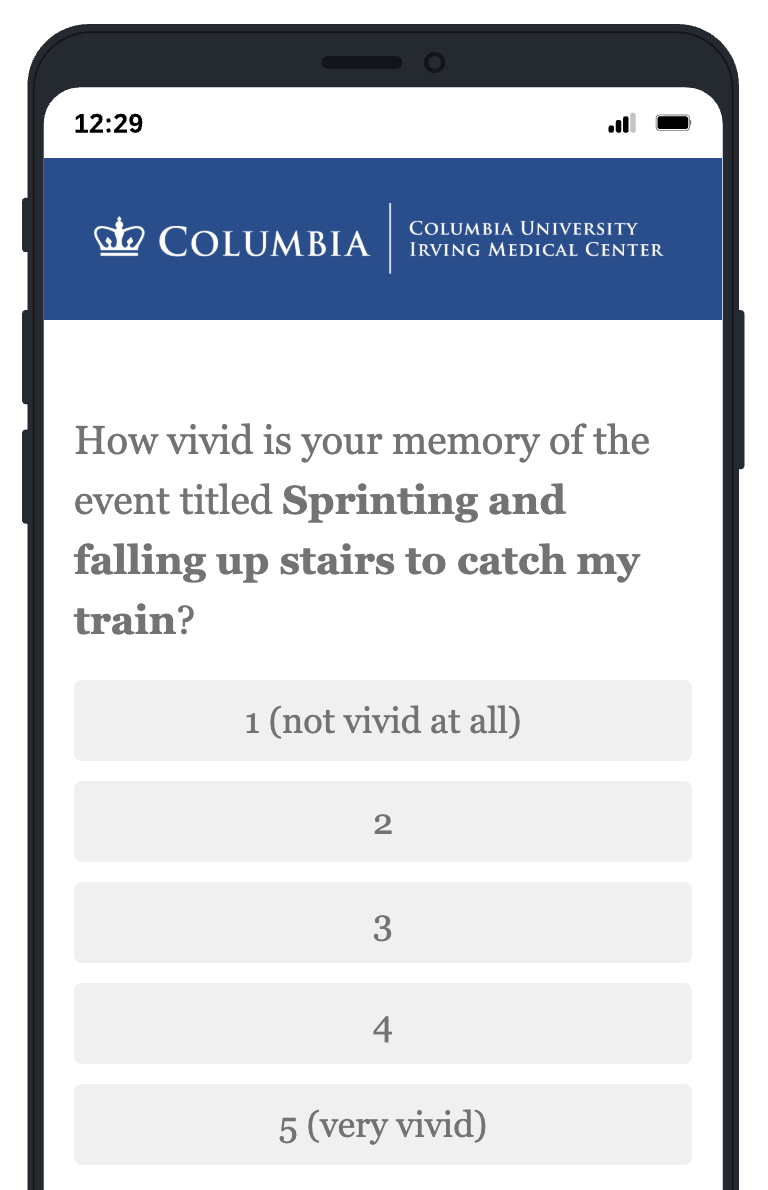 12:29
COLUMBIA
COLUMBIA UNIVERSITY
IRVING MEDICAL CENTER
How vivid is your memory of the
event titled Sprinting and
falling up stairs to catch my
train?
1 (not vivid at all)
2
3
4
5 (very vivid)